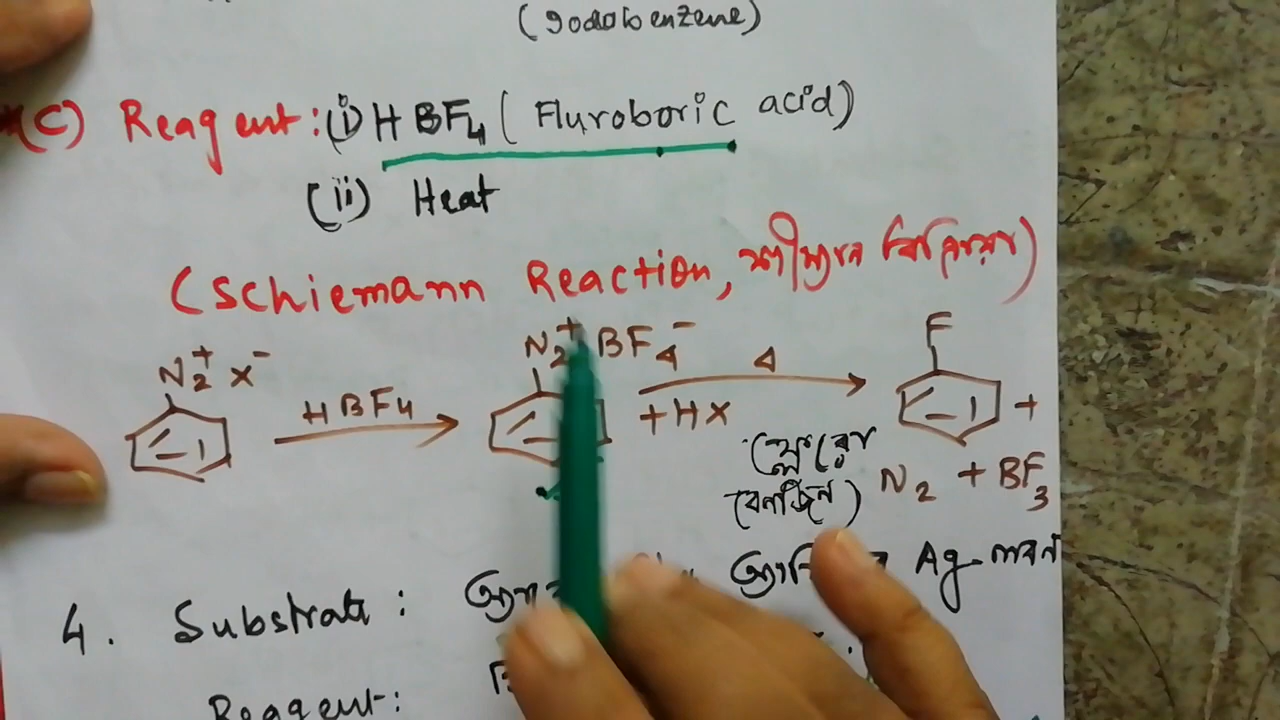 (Iodobenzene)
(C) Reagent: (i) HBF4 ( Fluroboric acid)
(ii) Heat
(Schiemann Reaction, শীম্যান বিক্রিয়া)
N2+ X- HBF4 N2+ BF4- + HX Δ F +
(ফ্লুরো
বেনজিন) N2 + BF3
4. Substrate: Ag-লবণ
Reagent: